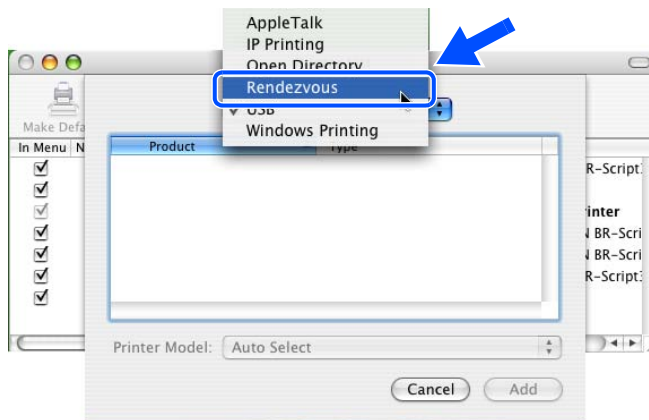 AppleTalk
IP Printing
Open Directory
Rendezvous
USB
Windows Printing
Make Defa
In Menu N
Product
Type
R-Script
inter
N BR-Scri
N BR-Scri
R-Script3
Printer Model: Auto Select
Cancel Add